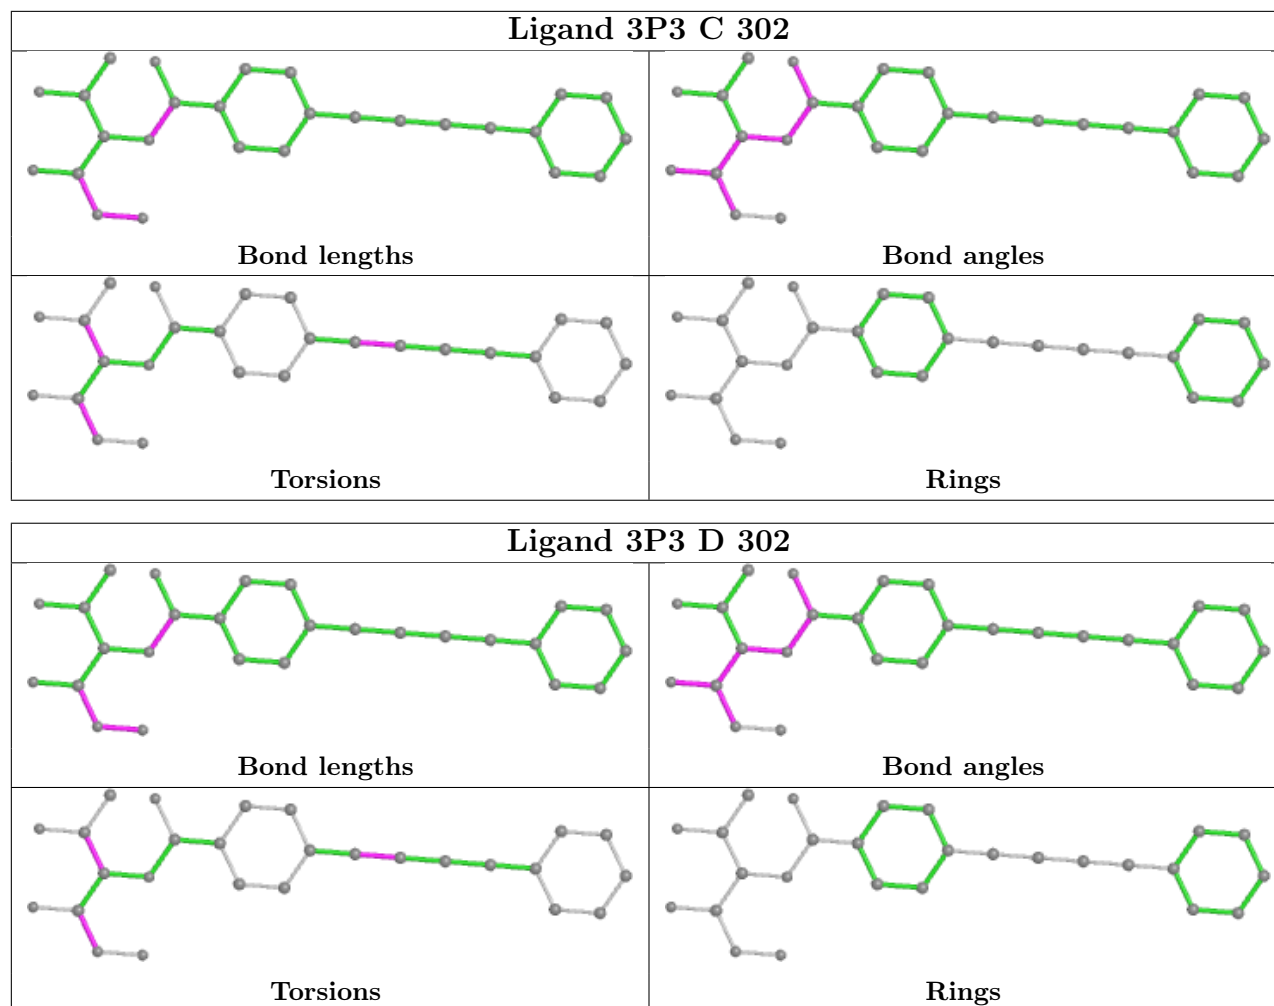 Ligand 3P3 C 302
Bond lengths
Bond angles
Torsions
Rings
Ligand 3P3 D 302
Bond lengths
Bond angles
Torsions
Rings